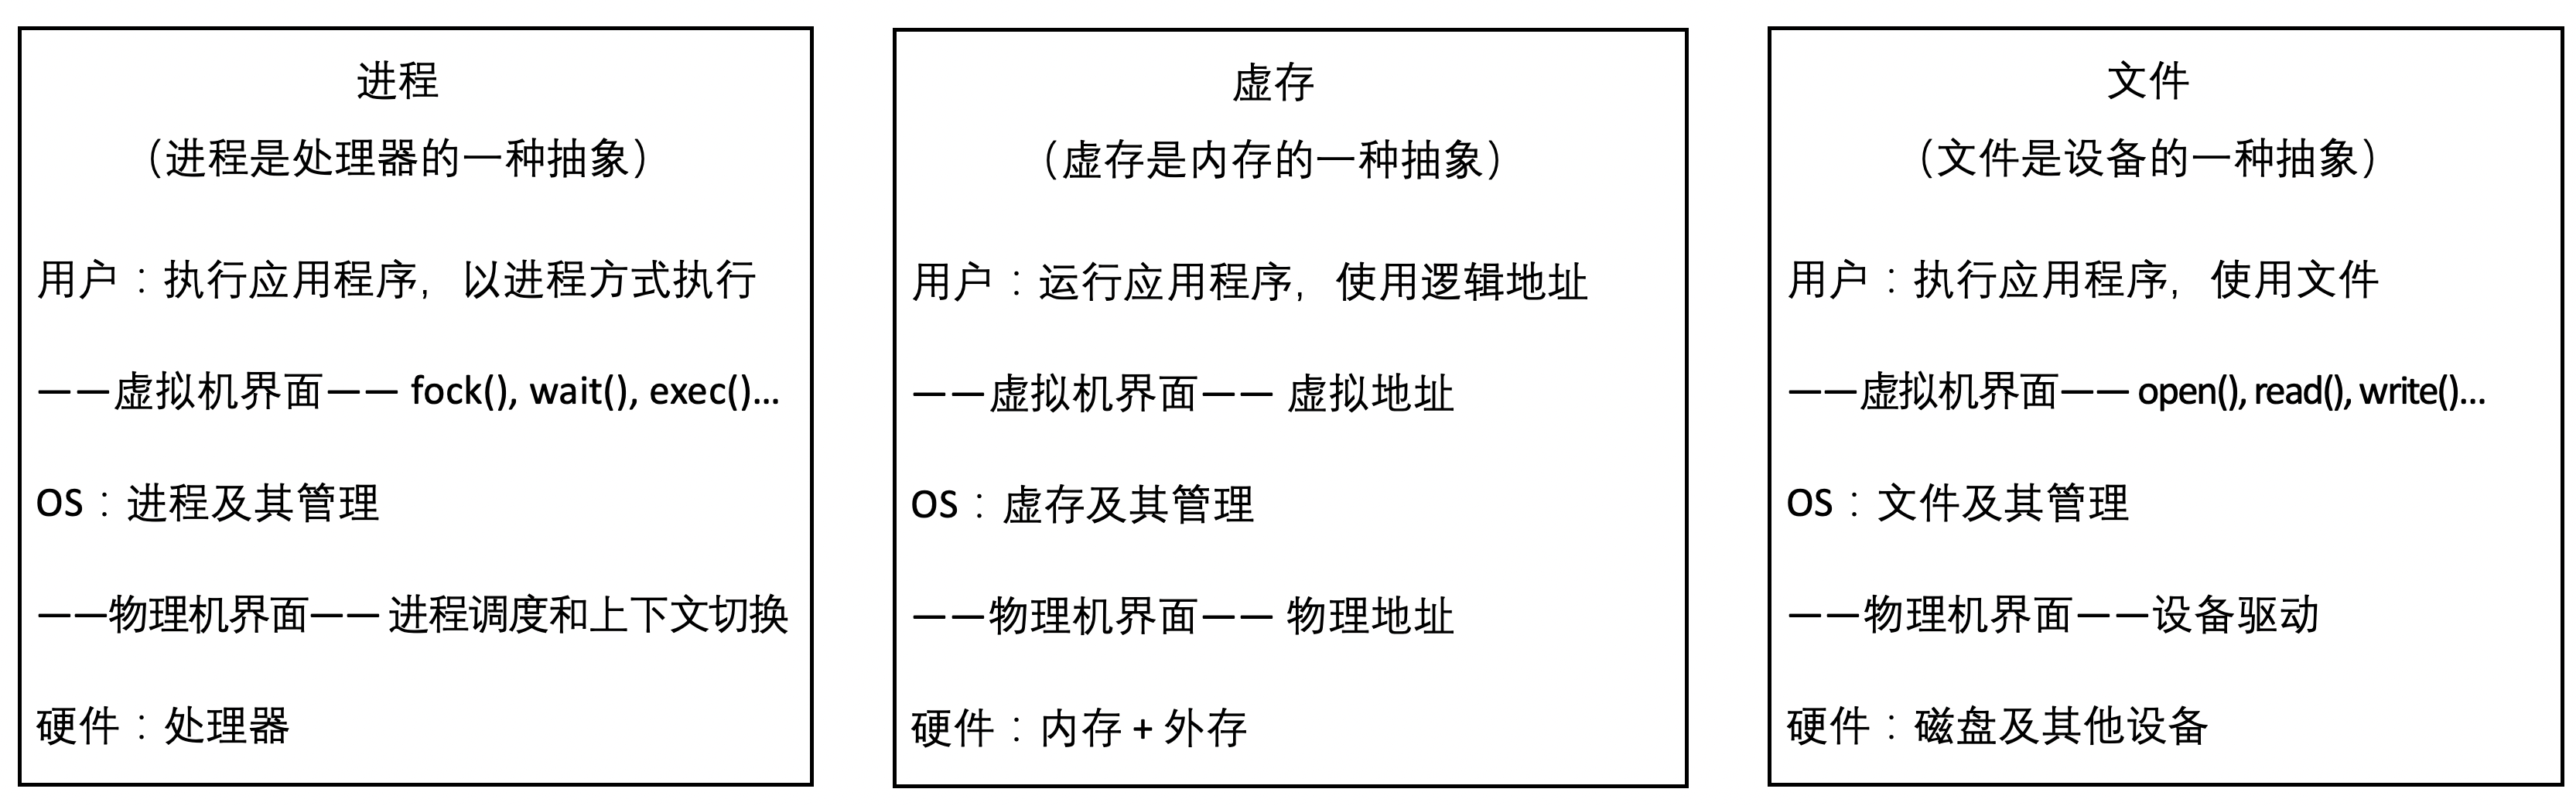 进程
（进程是处理器的一种抽象）
用户：执行应用程序，以进程方式执行
——虚拟机界面—— fock(), wait(), exec()...
OS：进程及其管理
——物理机界面—— 进程调度和上下文切换
硬件：处理器
虚存
（虚存是内存的一种抽象）
用户：运行应用程序，使用逻辑地址
——虚拟机界面—— 虚拟地址
OS：虚存及其管理
——物理机界面—— 物理地址
硬件：内存 + 外存
文件
（文件是设备的一种抽象）
用户：执行应用程序，使用文件
——虚拟机界面—— open(), read(), write()...
OS：文件及其管理
——物理机界面——设备驱动
硬件：磁盘及其他设备